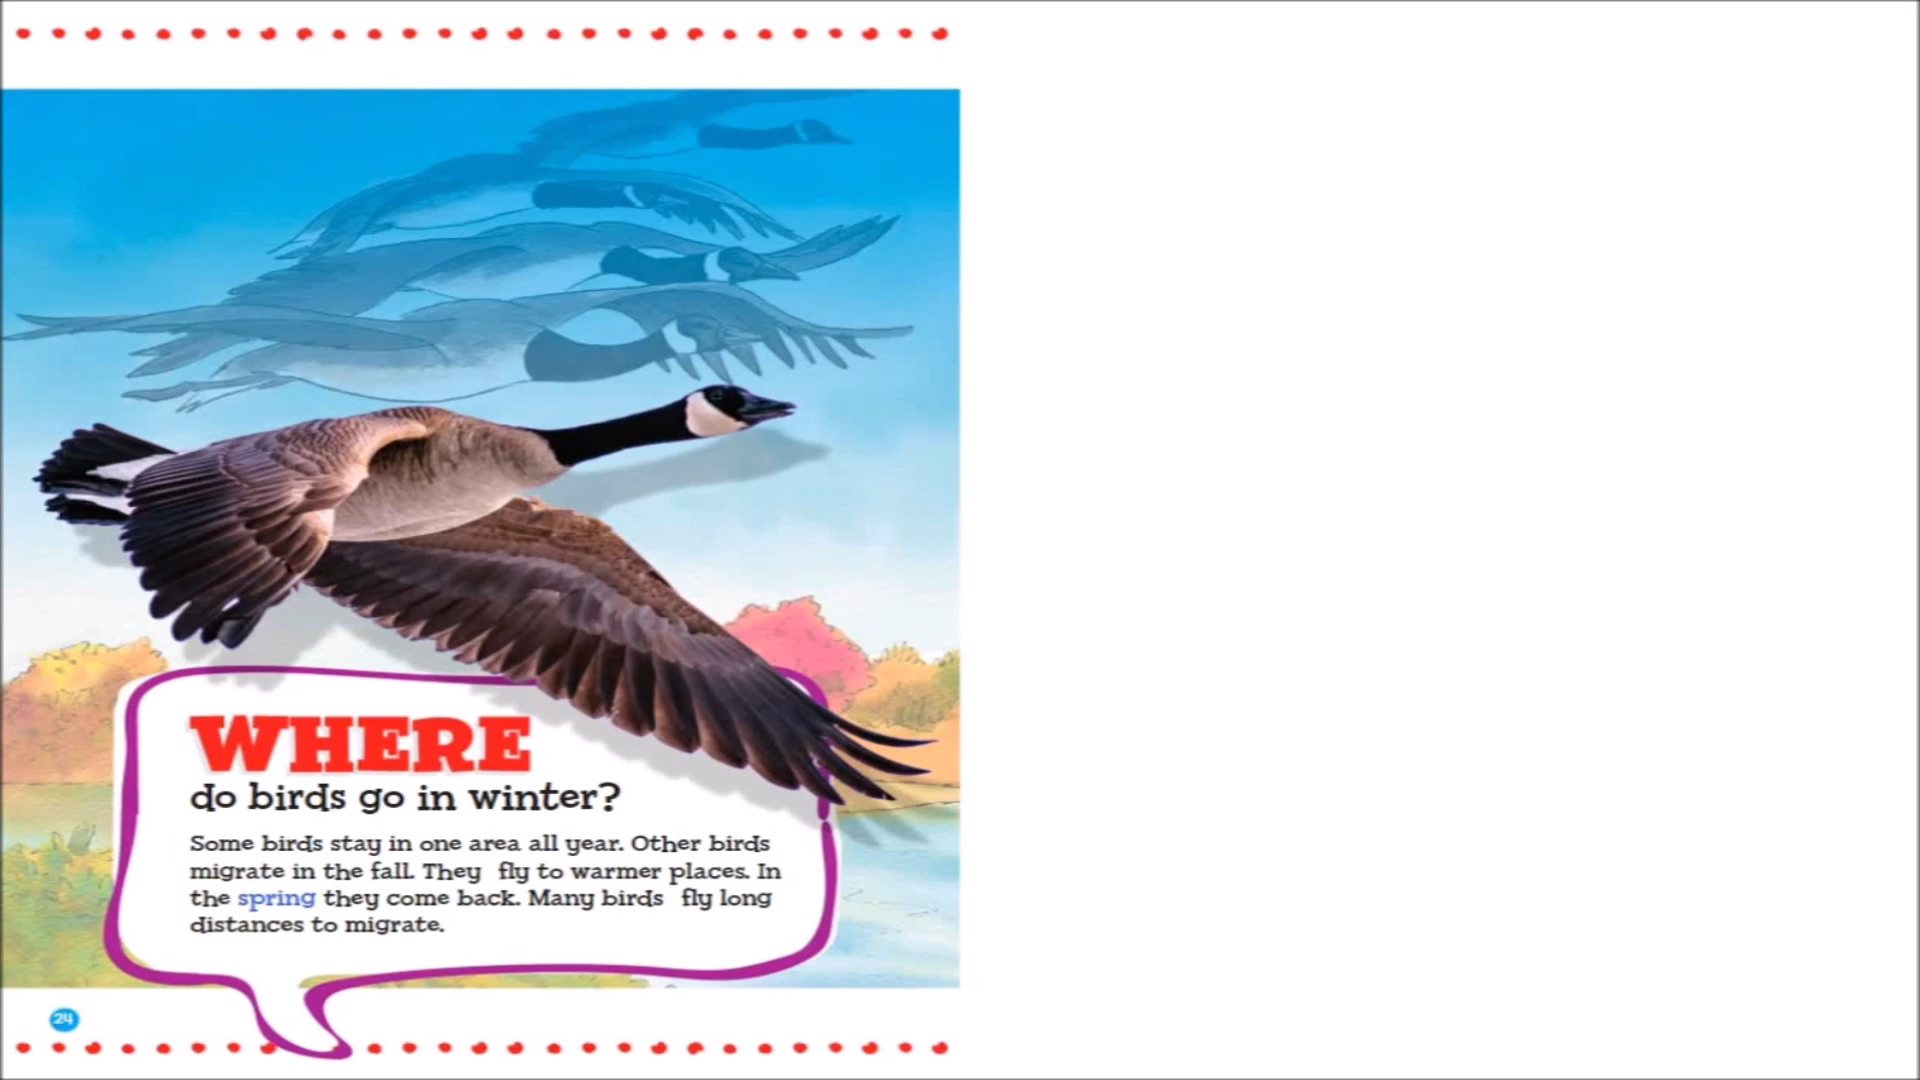 WHERE
do birds go in winter?
Some birds stay in one area all year. Other birds
migrate in the fall. They fly to warmer places. In
the spring they come back. Many birds fly long
distances to migrate.
24